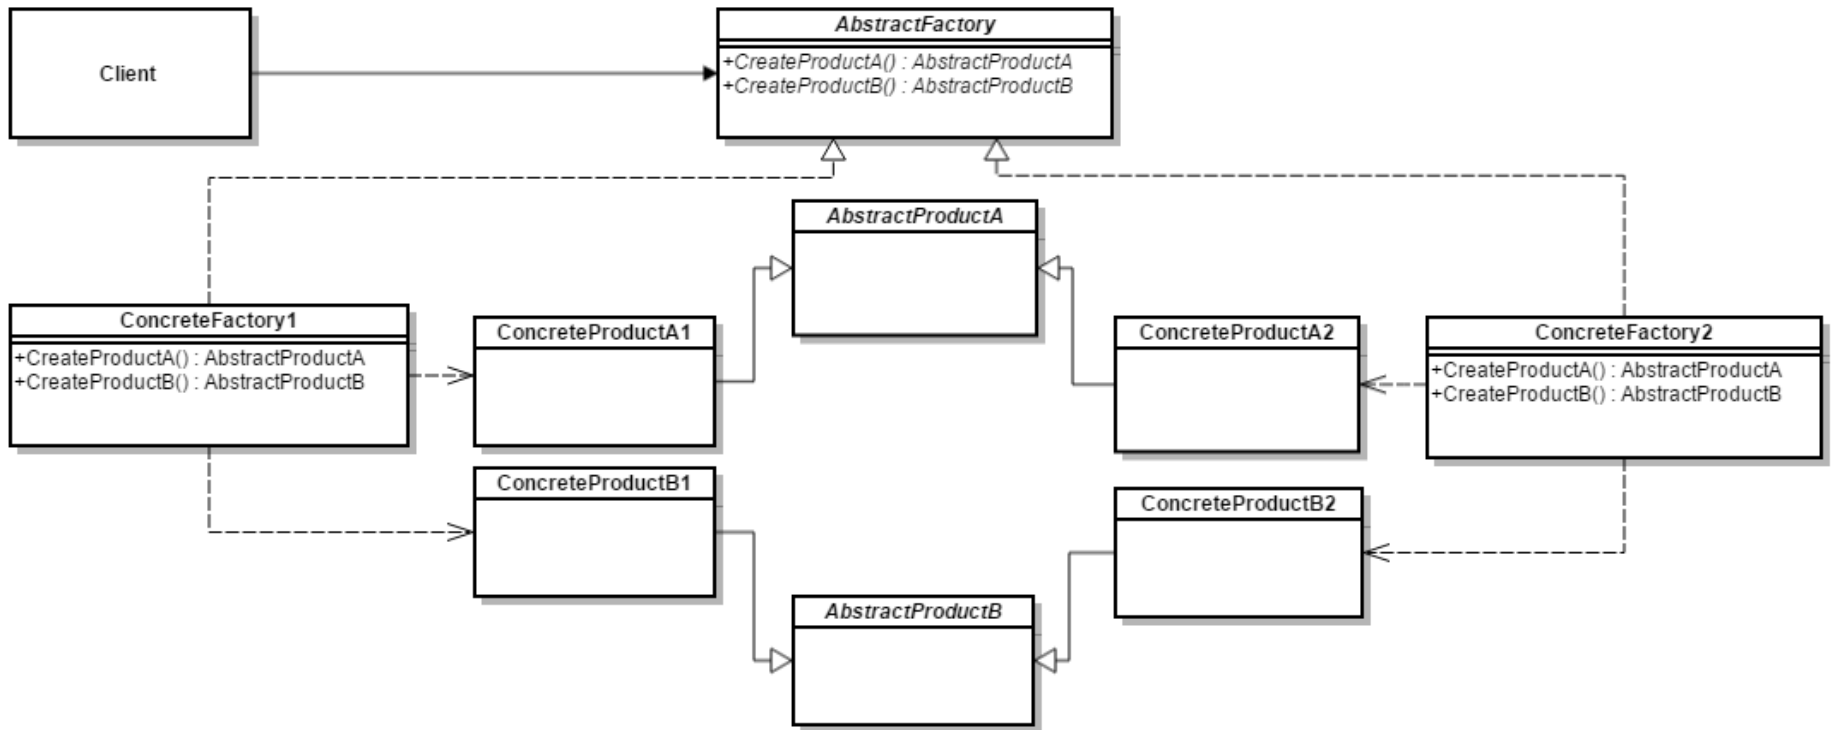 Client
AbstractFactory
+CreateProductA() : AbstractProductA
+CreateProductB() : AbstractProductB
AbstractProductA
ConcreteFactory1
+CreateProductA() : AbstractProductA
+CreateProductB() : AbstractProductB
ConcreteProductA1
ConcreteProductA2
ConcreteFactory2
+CreateProductA() : AbstractProductA
+CreateProductB() : AbstractProductB
ConcreteProductB1
ConcreteProductB2
AbstractProductB